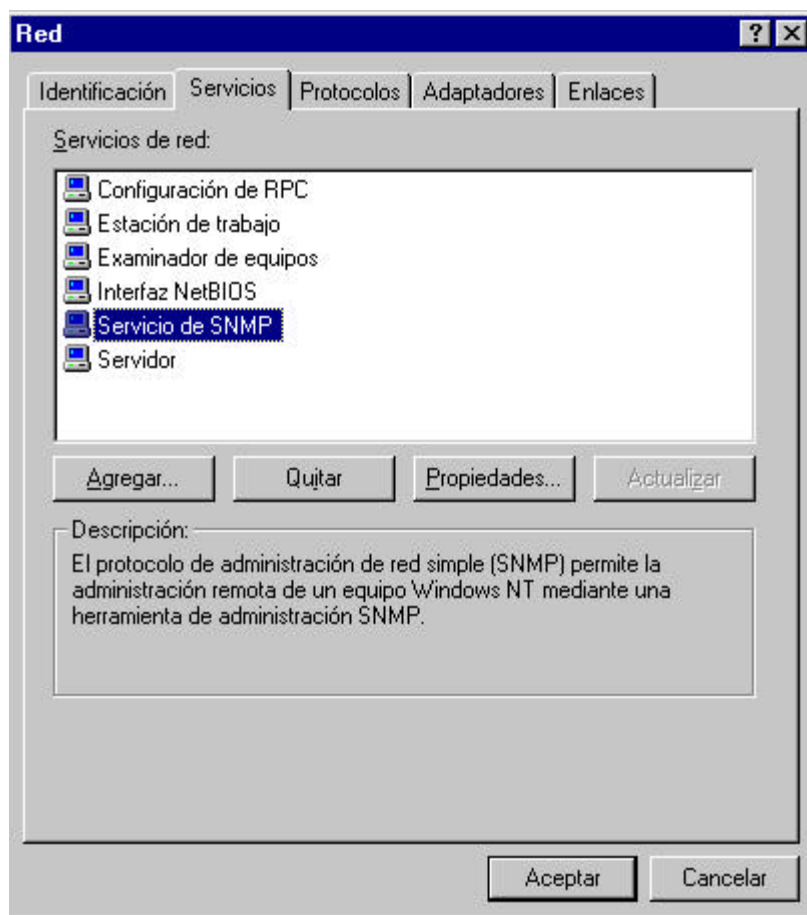 Red
Identificación Servicios Protocolos Adaptadores Enlaces
Servicios de red:
Configuración de RPC
Estación de trabajo
Examinador de equipos
Interfaz NetBIOS
Servicio de SNMP
Servidor
Agregar... Quitar Propiedades... Actualizar
Descripción:
El protocolo de administración de red simple (SNMP) permite la
administración remota de un equipo Windows NT mediante una
herramienta de administración SNMP.
Aceptar Cancelar